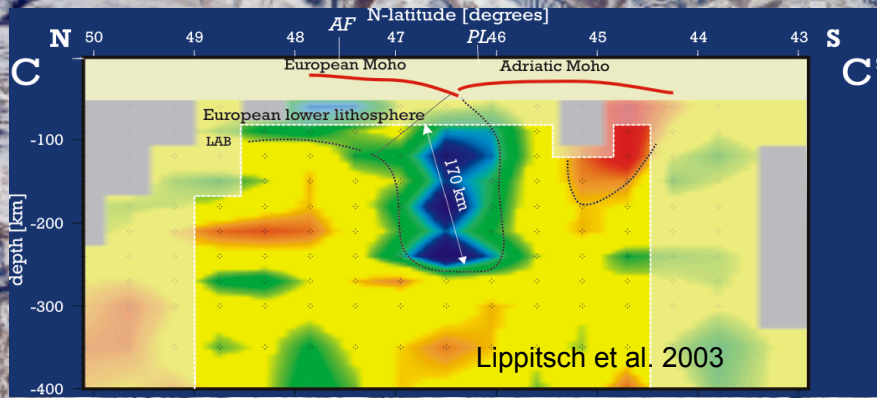 N-latitude [degrees]
N 50 49 48 AF 47 PL 46 45 44 43 S
C C'
European Moho Adriatic Moho
European lower lithosphere
LAB
170 km
depth [km]
-100
-200
-300
-400
Lippitsch et al. 2003